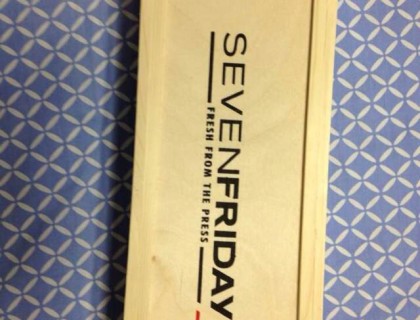 SEVENFRIDAY
FRESH FROM THE PRESS